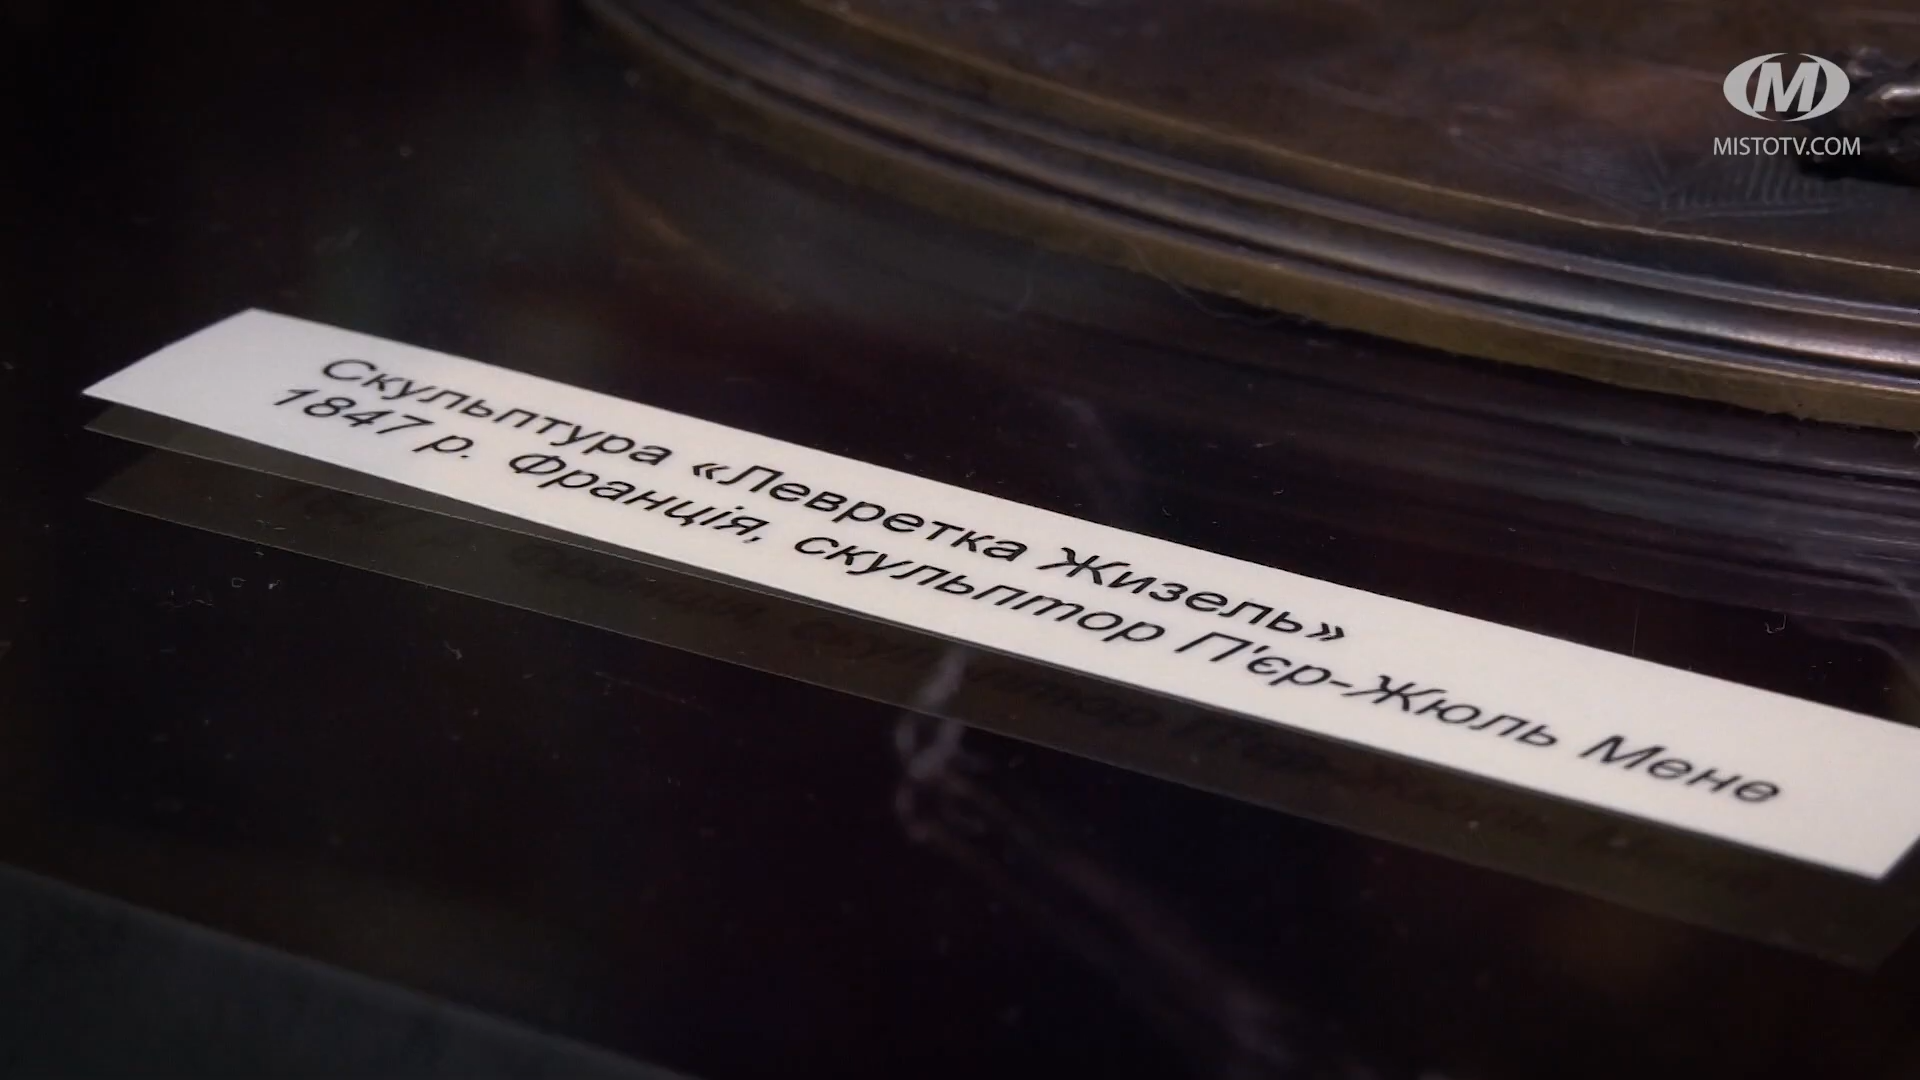 M
MISTOTV.COM
Скульптура «Левретка Жизель»
1847 р. Франція, скульптор П'єр-Жюль Мене